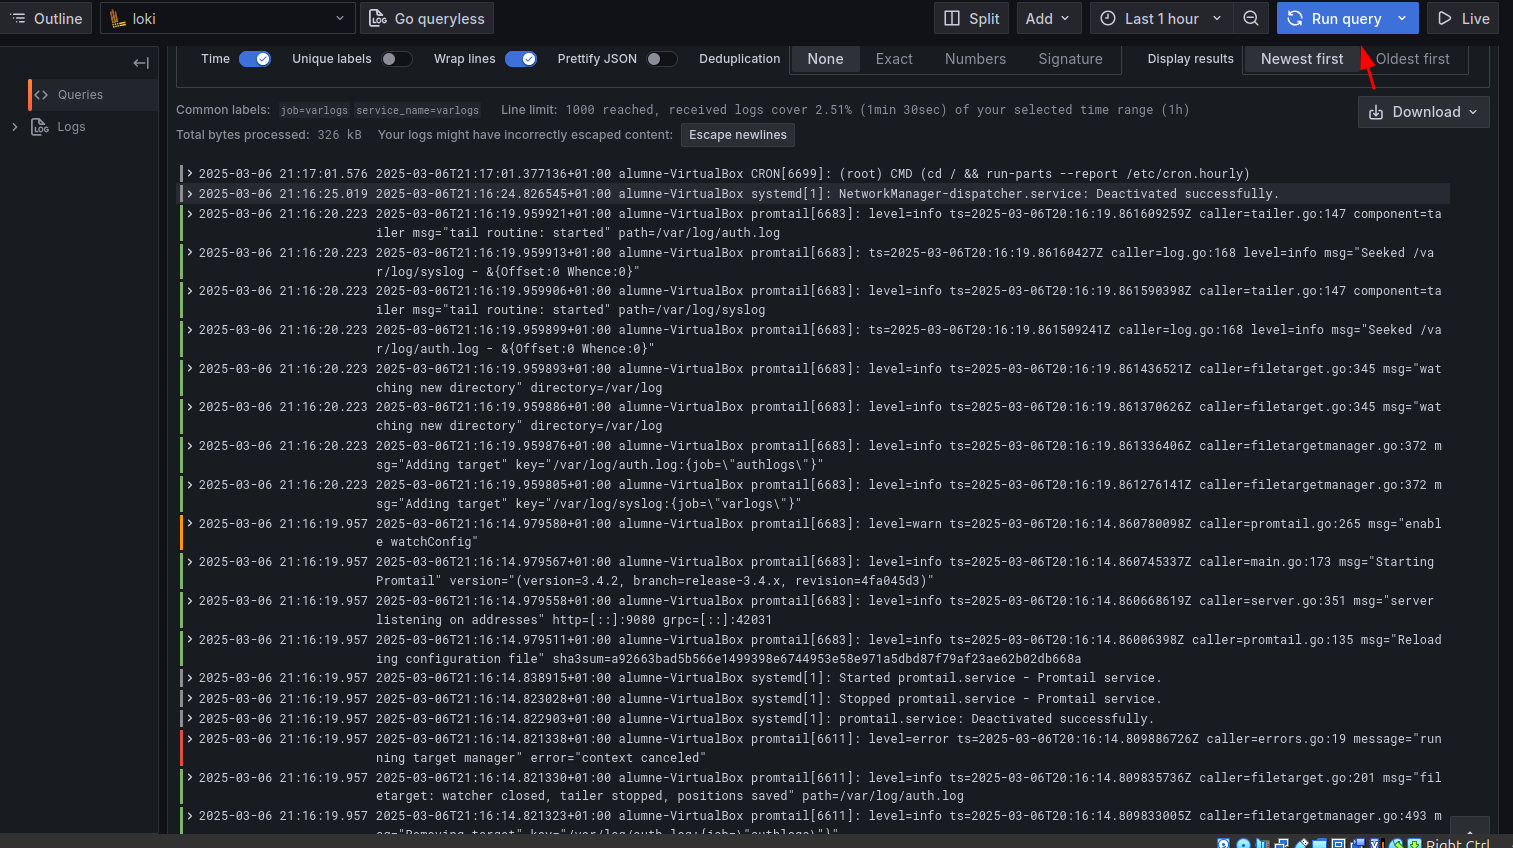 Outline
loki
Go queryless
Split
Add
Last 1 hour
Run query
Live
Time
Unique labels
Wrap lines
Prettify JSON
Deduplication
None
Exact
Numbers
Signature
Display results
Newest first
Oldest first
Queries
Logs
Common labels: job=varlogs service_name=varlogs Line limit: 1000 reached, received logs cover 2.51% (1min 30sec) of your selected time range (1h)
Download
Total bytes processed: 326 kB Your logs might have incorrectly escaped content: Escape newlines
2025-03-06 21:17:01.576 2025-03-06T21:17:01.377136+01:00 alumne-VirtualBox CRON[6699]: (root) CMD (cd / && run-parts --report /etc/cron.hourly)
2025-03-06 21:16:25.019 2025-03-06T21:16:24.826545+01:00 alumne-VirtualBox systemd[1]: NetworkManager-dispatcher.service: Deactivated successfully.
2025-03-06 21:16:20.223 2025-03-06T21:16:19.959921+01:00 alumne-VirtualBox promtail[6683]: level=info ts=2025-03-06T20:16:19.861609259Z caller=tailer.go:147 component=ta
iler msg="tail routine: started" path=/var/log/auth.log
2025-03-06 21:16:20.223 2025-03-06T21:16:19.959913+01:00 alumne-VirtualBox promtail[6683]: ts=2025-03-06T20:16:19.86160427Z caller=log.go:168 level=info msg="Seeked /va
r/log/syslog - &{Offset:0 Whence:0}"
2025-03-06 21:16:20.223 2025-03-06T21:16:19.959906+01:00 alumne-VirtualBox promtail[6683]: level=info ts=2025-03-06T20:16:19.861590398Z caller=tailer.go:147 component=ta
iler msg="tail routine: started" path=/var/log/syslog
2025-03-06 21:16:20.223 2025-03-06T21:16:19.959899+01:00 alumne-VirtualBox promtail[6683]: ts=2025-03-06T20:16:19.861509241Z caller=log.go:168 level=info msg="Seeked /va
r/log/auth.log - &{Offset:0 Whence:0}"
2025-03-06 21:16:20.223 2025-03-06T21:16:19.959893+01:00 alumne-VirtualBox promtail[6683]: level=info ts=2025-03-06T20:16:19.861436521Z caller=filetarget.go:345 msg="wat
ching new directory" directory=/var/log
2025-03-06 21:16:20.223 2025-03-06T21:16:19.959886+01:00 alumne-VirtualBox promtail[6683]: level=info ts=2025-03-06T20:16:19.861370626Z caller=filetarget.go:345 msg="wat
ching new directory" directory=/var/log
2025-03-06 21:16:20.223 2025-03-06T21:16:19.959876+01:00 alumne-VirtualBox promtail[6683]: level=info ts=2025-03-06T20:16:19.861336406Z caller=filetargetmanager.go:372 m
sg="Adding target" key="/var/log/auth.log:{job=\"authlogs\"}"
2025-03-06 21:16:20.223 2025-03-06T21:16:19.959805+01:00 alumne-VirtualBox promtail[6683]: level=info ts=2025-03-06T20:16:19.861276141Z caller=filetargetmanager.go:372 m
sg="Adding target" key="/var/log/syslog:{job=\"varlogs\"}"
2025-03-06 21:16:19.957 2025-03-06T21:16:14.979580+01:00 alumne-VirtualBox promtail[6683]: level=warn ts=2025-03-06T20:16:14.860780098Z caller=promtail.go:265 msg="enabl
e watchConfig"
2025-03-06 21:16:19.957 2025-03-06T21:16:14.979567+01:00 alumne-VirtualBox promtail[6683]: level=info ts=2025-03-06T20:16:14.860745337Z caller=main.go:173 msg="Starting
Promtail" version="(version=3.4.2, branch=release-3.4.x, revision=4fa045d3)"
2025-03-06 21:16:19.957 2025-03-06T21:16:14.979558+01:00 alumne-VirtualBox promtail[6683]: level=info ts=2025-03-06T20:16:14.860668619Z caller=server.go:351 msg="server
listening on addresses" http=[::]:9080 grpc=[::]:42031
2025-03-06 21:16:19.957 2025-03-06T21:16:14.979511+01:00 alumne-VirtualBox promtail[6683]: level=info ts=2025-03-06T20:16:14.86006398Z caller=promtail.go:135 msg="Reload
ing configuration file" sha3sum=a92663bad5b566e1499398e6744953e58e971a5dbd87f79af23ae62b02db668a
2025-03-06 21:16:19.957 2025-03-06T21:16:14.838915+01:00 alumne-VirtualBox systemd[1]: Started promtail.service - Promtail service.
2025-03-06 21:16:19.957 2025-03-06T21:16:14.823028+01:00 alumne-VirtualBox systemd[1]: Stopped promtail.service - Promtail service.
2025-03-06 21:16:19.957 2025-03-06T21:16:14.822903+01:00 alumne-VirtualBox systemd[1]: promtail.service: Deactivated successfully.
2025-03-06 21:16:19.957 2025-03-06T21:16:14.821338+01:00 alumne-VirtualBox promtail[6611]: level=error ts=2025-03-06T20:16:14.809886726Z caller=errors.go:19 message="run
ning target manager" error="context canceled"
2025-03-06 21:16:19.957 2025-03-06T21:16:14.821330+01:00 alumne-VirtualBox promtail[6611]: level=info ts=2025-03-06T20:16:14.809835736Z caller=filetarget.go:201 msg="fil
etarget: watcher closed, tailer stopped, positions saved" path=/var/log/auth.log
2025-03-06 21:16:19.957 2025-03-06T21:16:14.821323+01:00 alumne-VirtualBox promtail[6611]: level=info ts=2025-03-06T20:16:14.809833005Z caller=filetargetmanager.go:493 m
sg="Removing target" key="/var/log/auth.log:{job=\"authlogs\"}"
Right Ctrl